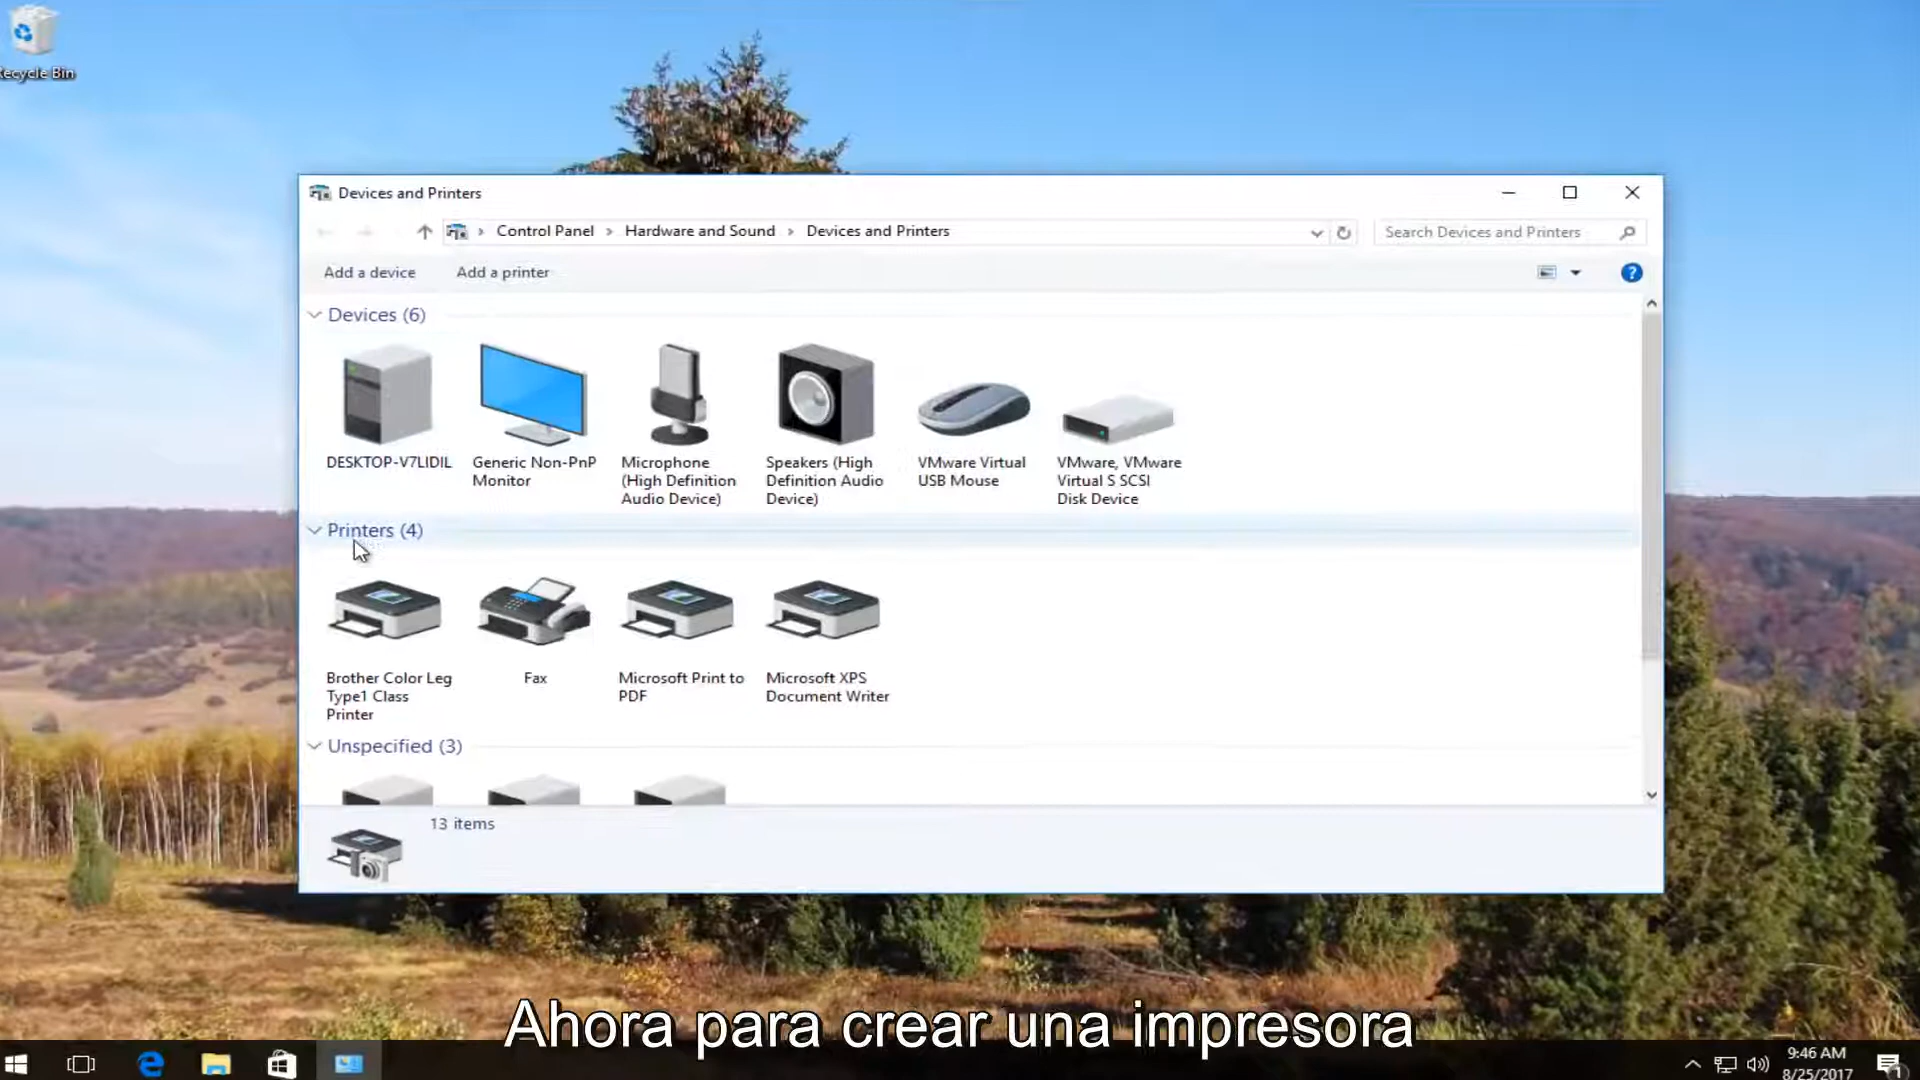 Recycle Bin
Devices and Printers
Control Panel
Hardware and Sound
Devices and Printers
Search Devices and Printers
Add a device
Add a printer
?
Devices (6)
DESKTOP-V7LIDIL
Generic Non-PnP
Monitor
Microphone
(High Definition
Audio Device)
Speakers (High
Definition Audio
Device)
VMware Virtual
USB Mouse
VMware, VMware
Virtual S SCSI
Disk Device
Printers (4)
Brother Color Leg
Type1 Class
Printer
Fax
Microsoft Print to
PDF
Microsoft XPS
Document Writer
Unspecified (3)
13 items
Ahora para crear una impresora
9:46 AM
8/25/2017
1